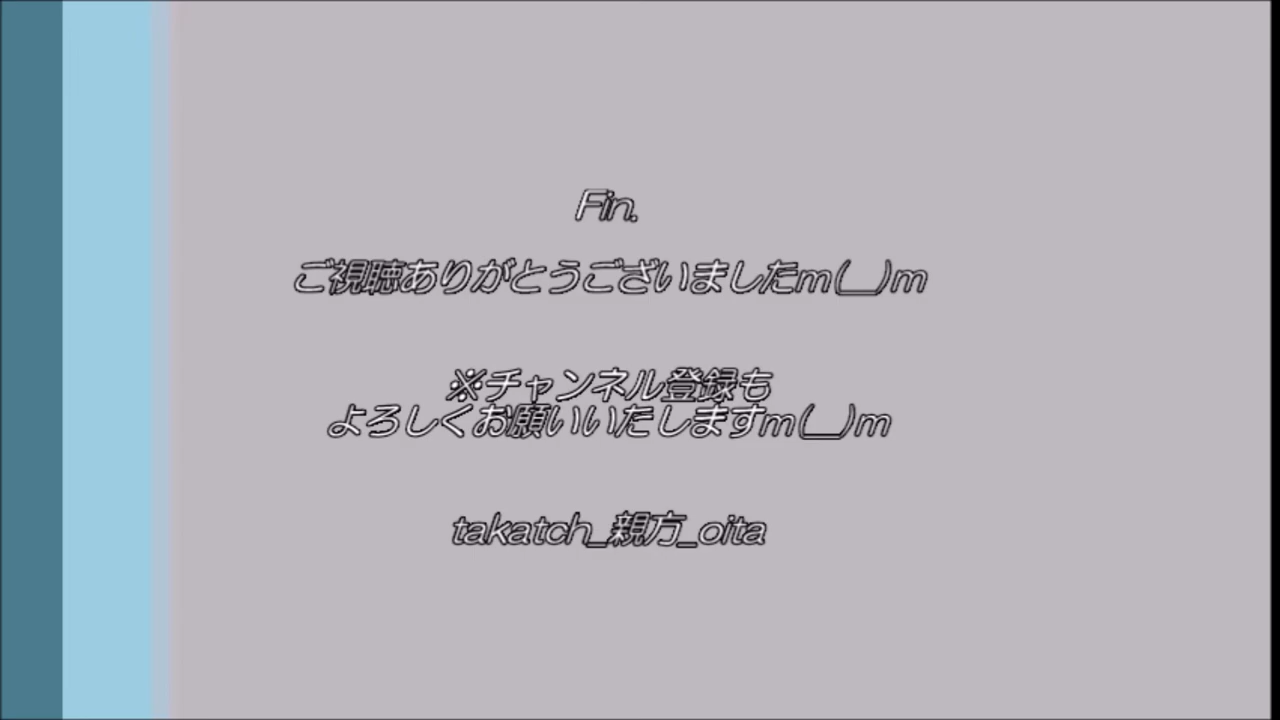 Fin.
ご視聴ありがとうございましたm(__)m
※チャンネル登録も
よろしくお願いいたしますm(__)m
takatch_親方_oita